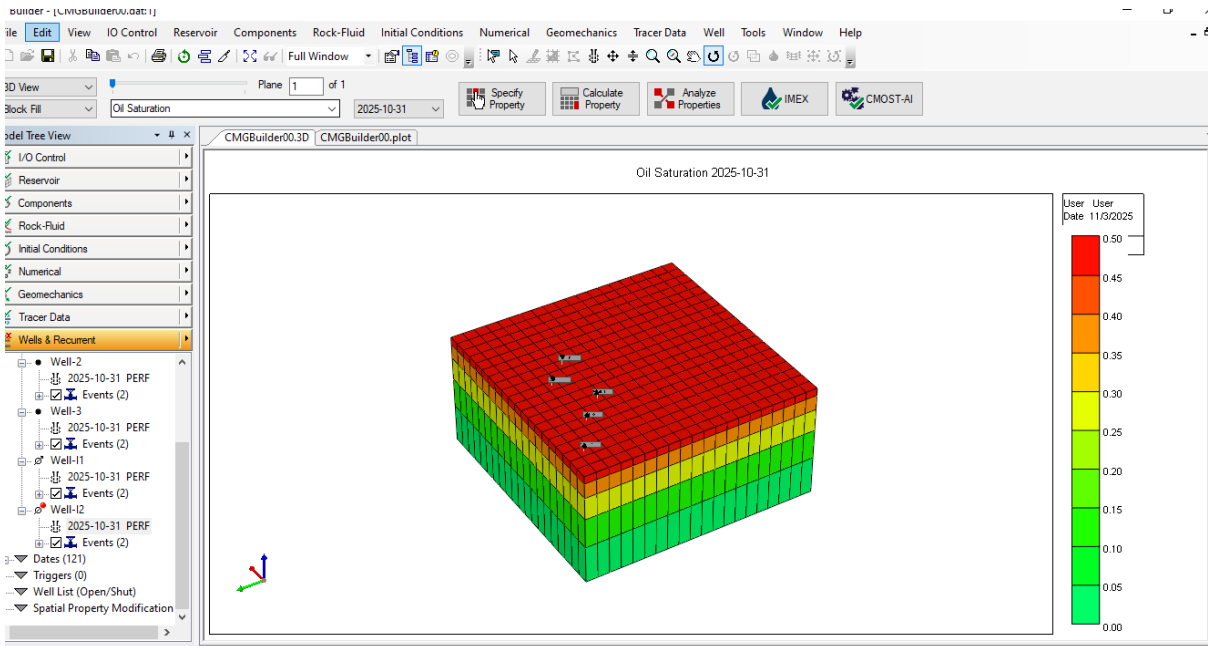 Builder - [CMGBuilder00.dat:1]
ile Edit View IO Control Reservoir Components Rock-Fluid Initial Conditions Numerical Geomechanics Tracer Data Well Tools Window Help
Full Window
3D View Plane 1 of 1
Block Fill Oil Saturation 2025-10-31
Specify Property
Calculate Property
Analyze Properties
IMEX
CMOST-AI
odel Tree View
CMGBuilder00.3D CMGBuilder00.plot
I/O Control
Reservoir
Components
Rock-Fluid
Initial Conditions
Numerical
Geomechanics
Tracer Data
Wells & Recurrent
Well-2
2025-10-31 PERF
Events (2)
Well-3
2025-10-31 PERF
Events (2)
Well-I1
2025-10-31 PERF
Events (2)
Well-I2
2025-10-31 PERF
Events (2)
Dates (121)
Triggers (0)
Well List (Open/Shut)
Spatial Property Modification
Oil Saturation 2025-10-31
User User
Date 11/3/2025
0.50
0.45
0.40
0.35
0.30
0.25
0.20
0.15
0.10
0.05
0.00